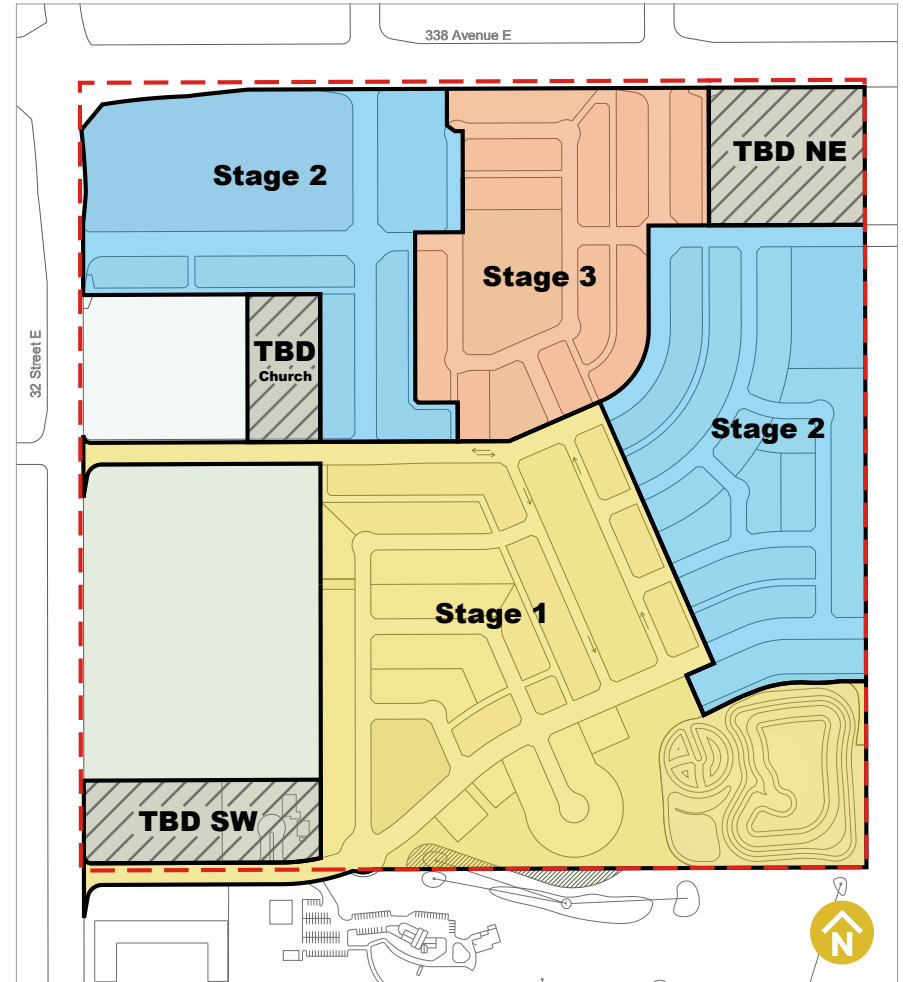 338 Avenue E
Stage 2
TBD NE
Stage 3
32 Street E
TBD
Church
Stage 2
Stage 1
TBD SW
N